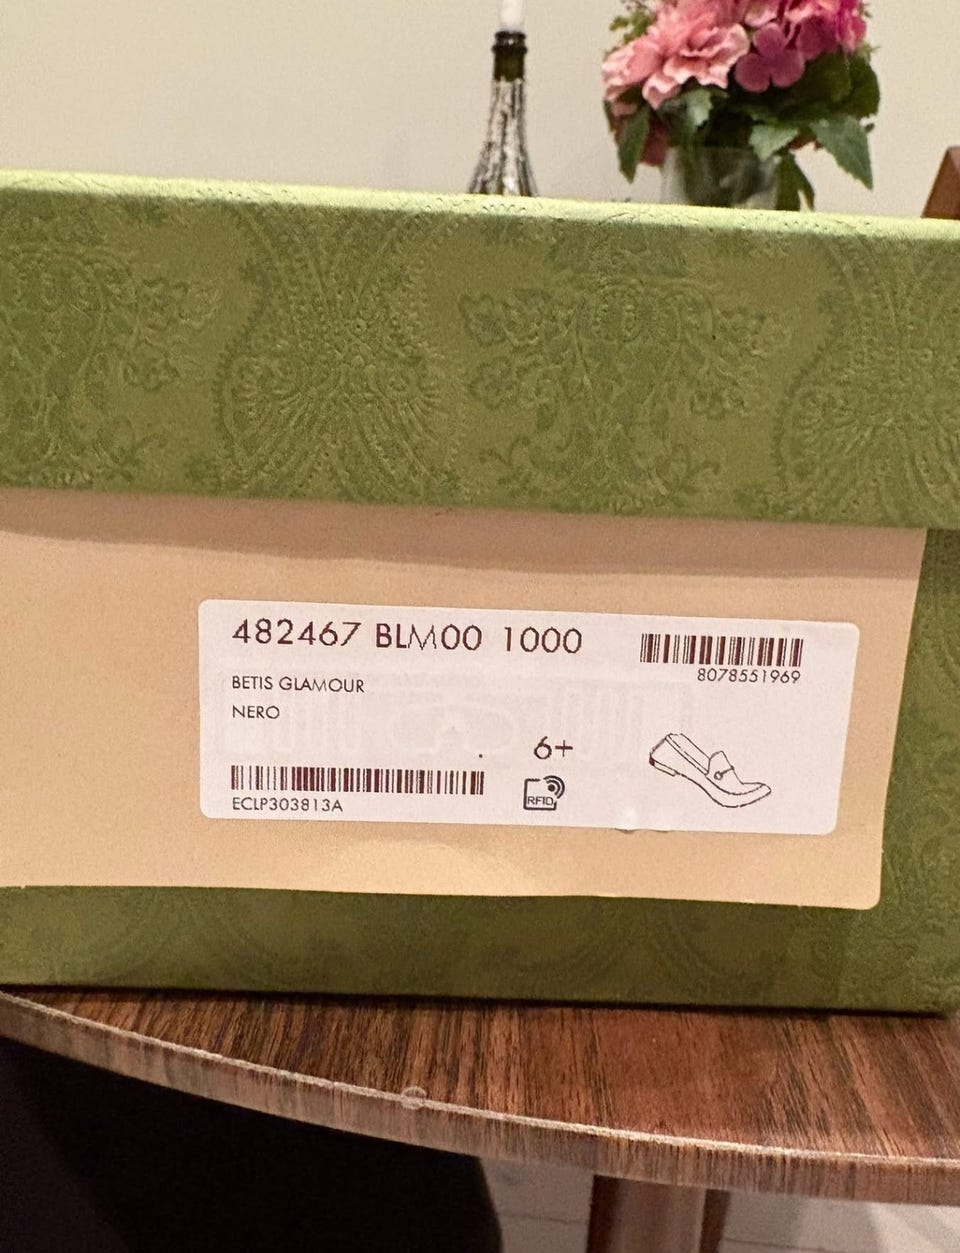 482467 BLM00 1000
8078551969
BETIS GLAMOUR
NERO
6+
ECLP303813A
RFID